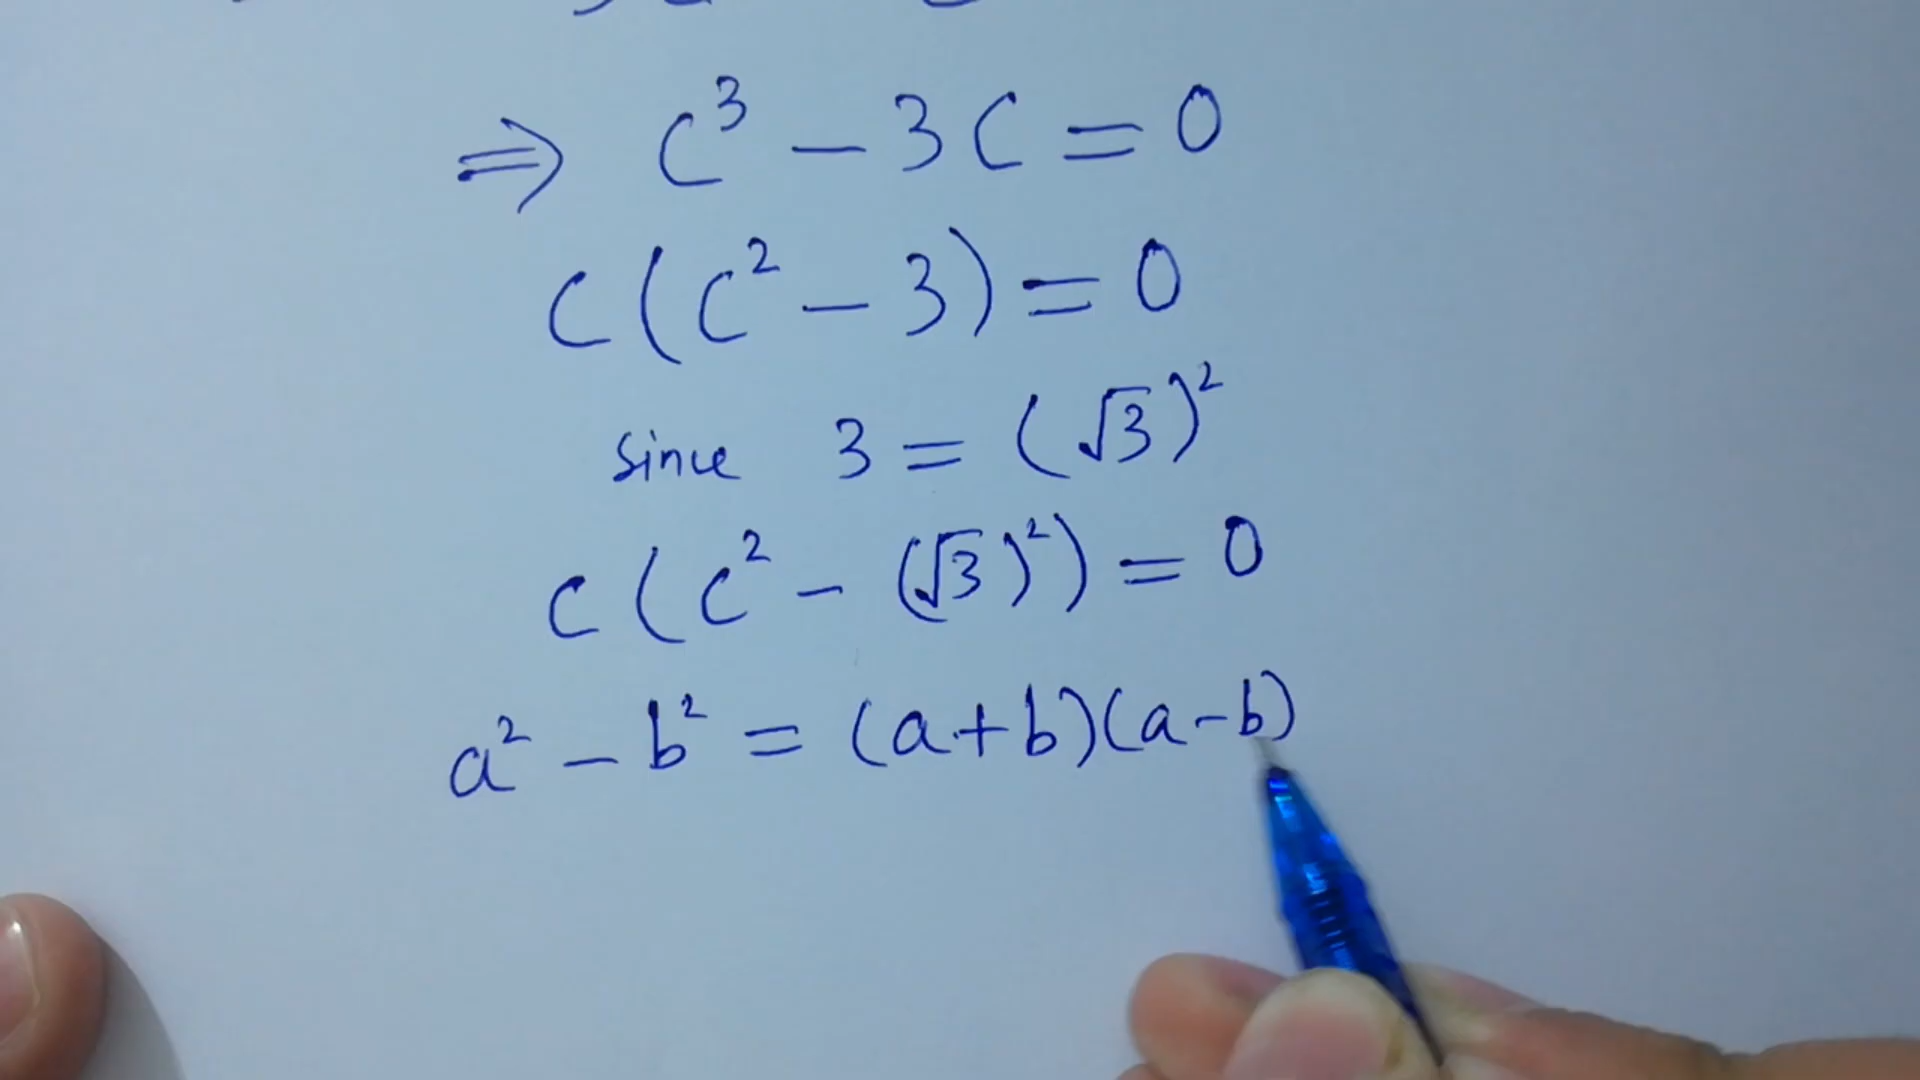 ⇒ C³ - 3C = 0
C(C² - 3) = 0
Since 3 = (√3)²
C(C² - (√3)²) = 0
a² - b² = (a+b)(a-b)